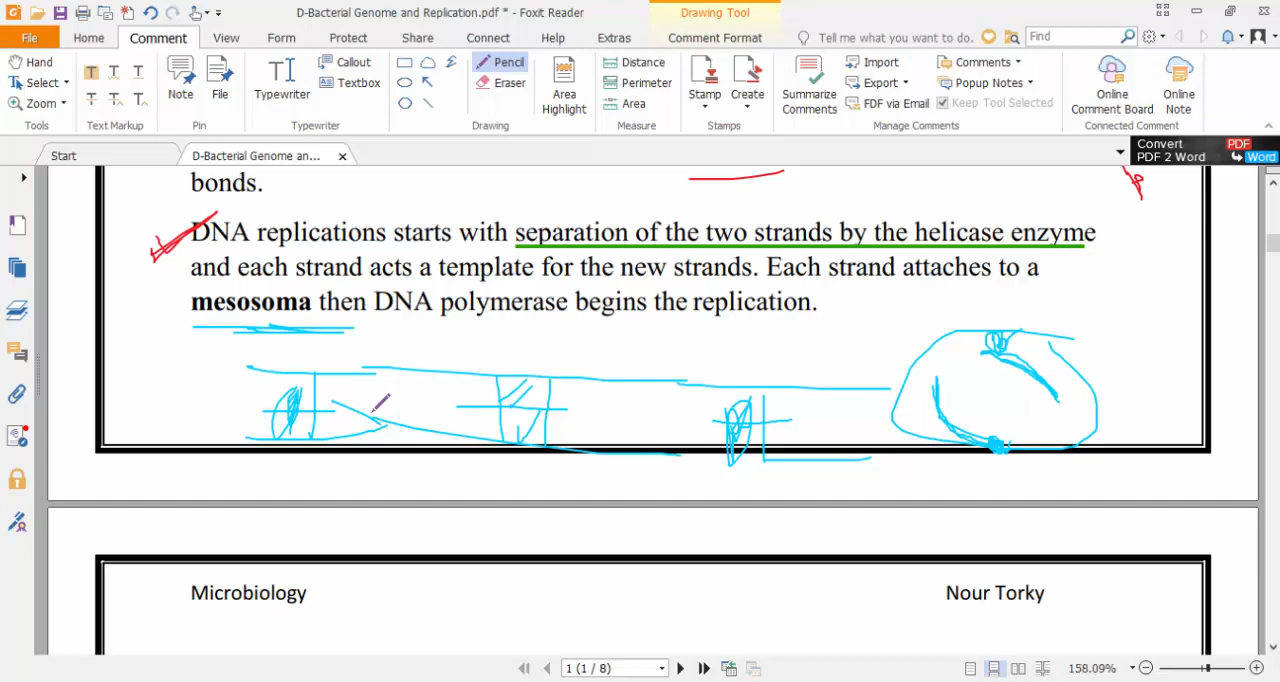 D-Bacterial Genome and Replication.pdf * - Foxit Reader
Drawing Tool
File Home Comment View Form Protect Share Connect Help Extras Comment Format Tell me what you want to do. Find
Hand
Select
Zoom
Tools
Text Markup
Note
File
Pin
Typewriter
Callout
Textbox
Typewriter
Pencil
Eraser
Drawing
Area
Highlight
Distance
Perimeter
Area
Measure
Stamp
Create
Stamps
Summarize
Comments
Import
Export
FDF via Email
Comments
Popup Notes
Keep Tool Selected
Manage Comments
Online
Comment Board
Online
Note
Connected Comment
Start
D-Bacterial Genome an...
Convert
PDF 2 Word
PDF
Word
bonds.
DNA replications starts with separation of the two strands by the helicase enzyme
and each strand acts a template for the new strands. Each strand attaches to a
mesosoma then DNA polymerase begins the replication.
Microbiology
Nour Torky
1 (1 / 8)
158.09%